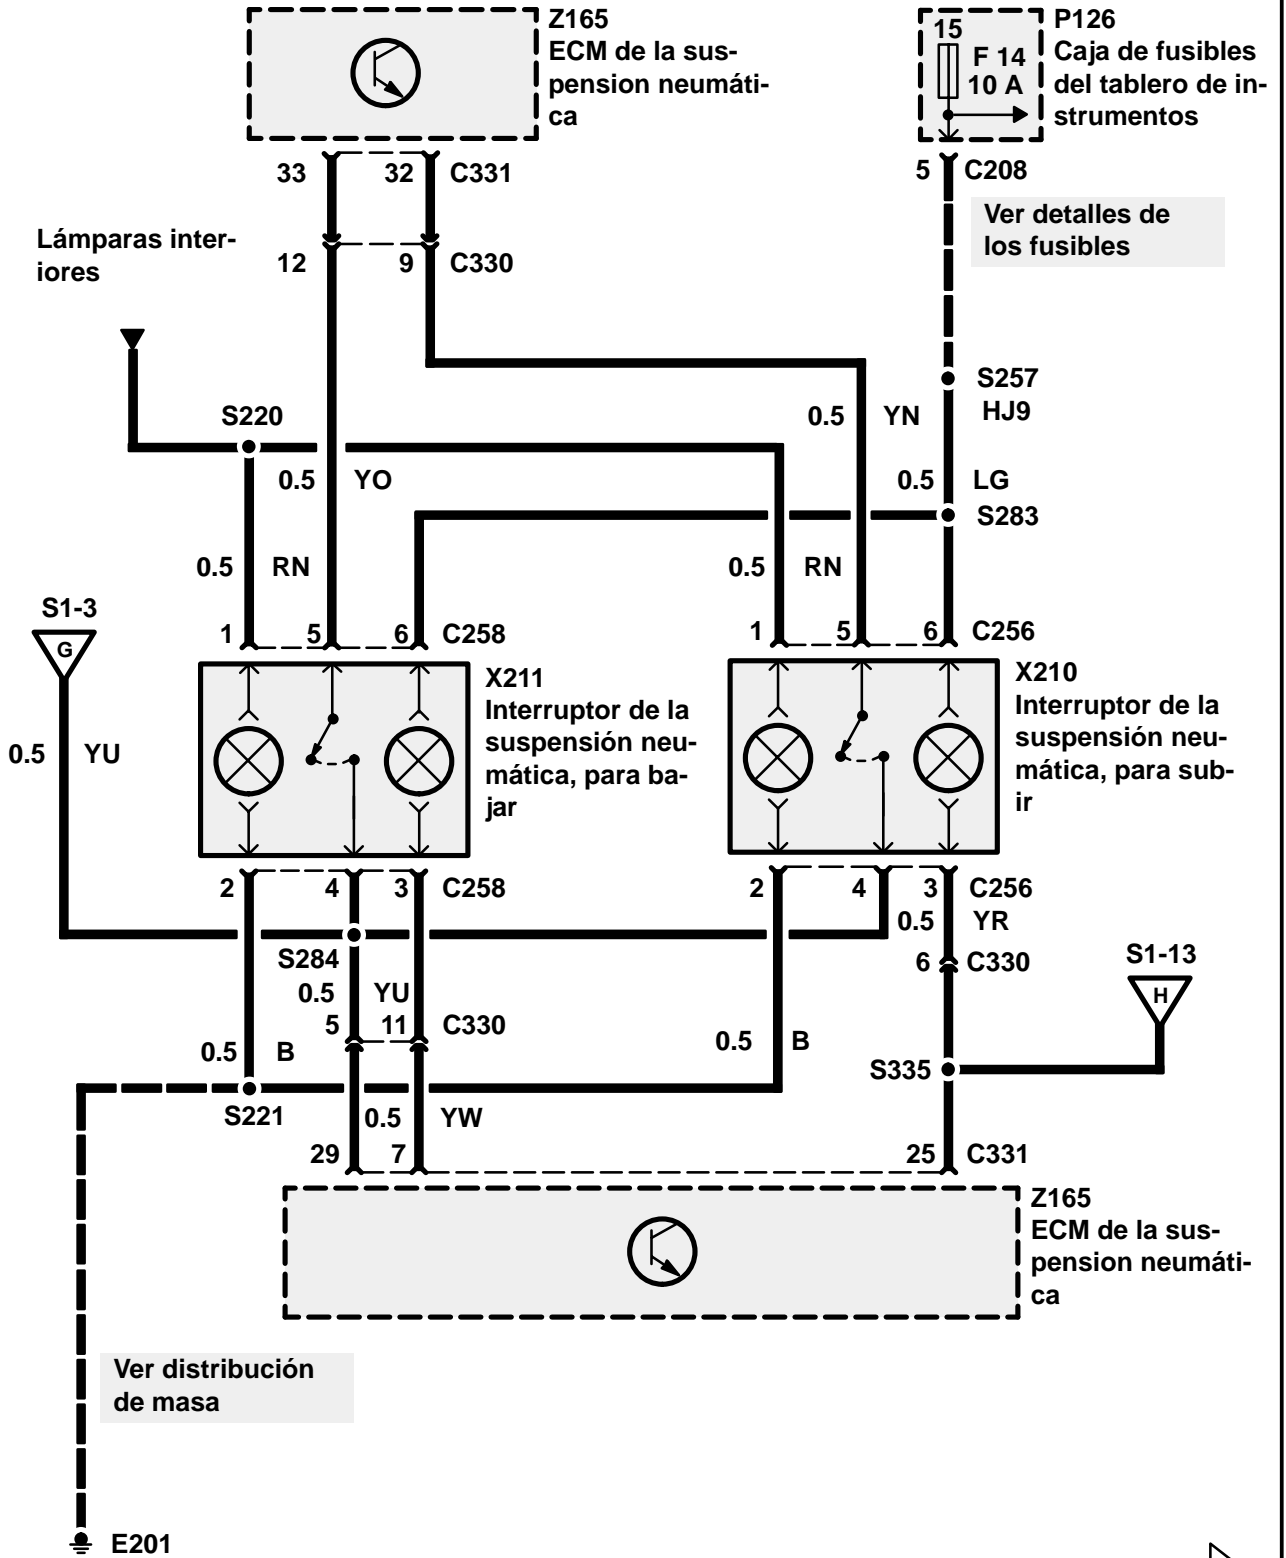 Z165
ECM de la sus-
pension neumáti-
ca
15
F 14
10 A
P126
Caja de fusibles
del tablero de in-
strumentos
33 32 C331
5 C208
Ver detalles de
los fusibles
Lámparas inter-
iores
12 9 C330
S257
HJ9
S220
0.5 YN
0.5 YO
0.5 LG
S283
0.5 RN
0.5 RN
S1-3
G
1 5 6 C258
1 5 6 C256
X211
Interruptor de la
suspensión neu-
mática, para ba-
jar
X210
Interruptor de la
suspensión neu-
mática, para sub-
ir
0.5 YU
2 4 3 C258
2 4 3 C256
0.5 YR
S284
6 C330
S1-13
H
0.5 YU
5 11 C330
0.5 B
0.5 B
S335
S221
0.5 YW
29 7
25 C331
Z165
ECM de la sus-
pension neumáti-
ca
Ver distribución
de masa
E201